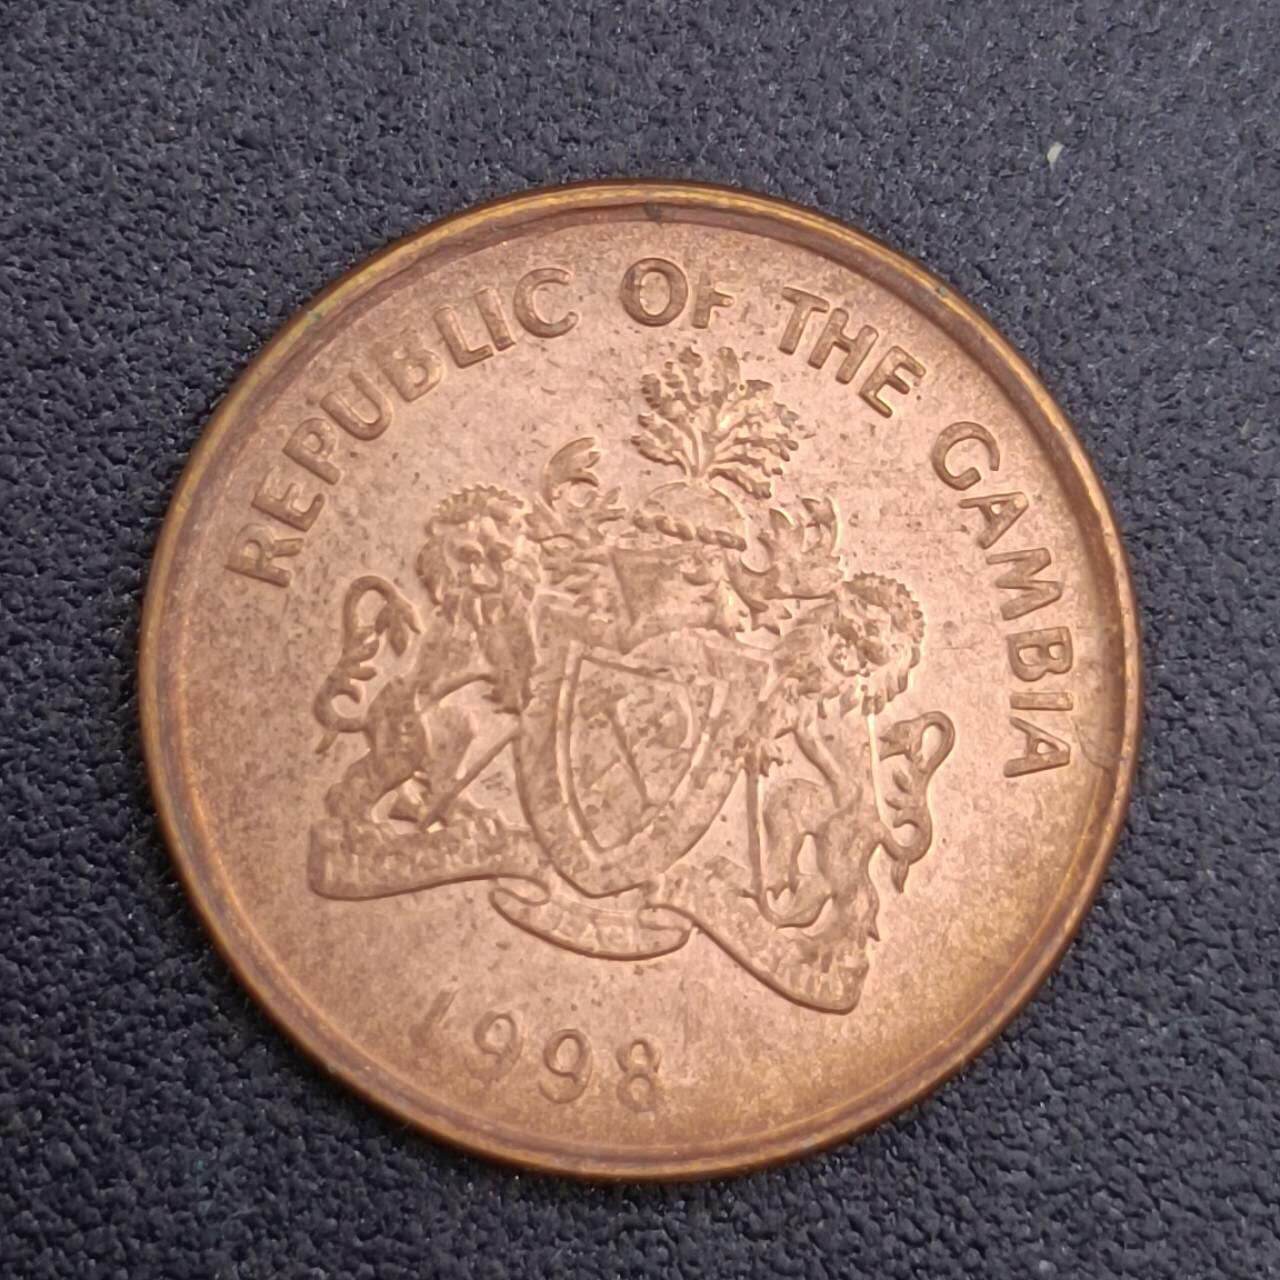 REPUBLIC OF THE GAMBIA
PEACE
1998